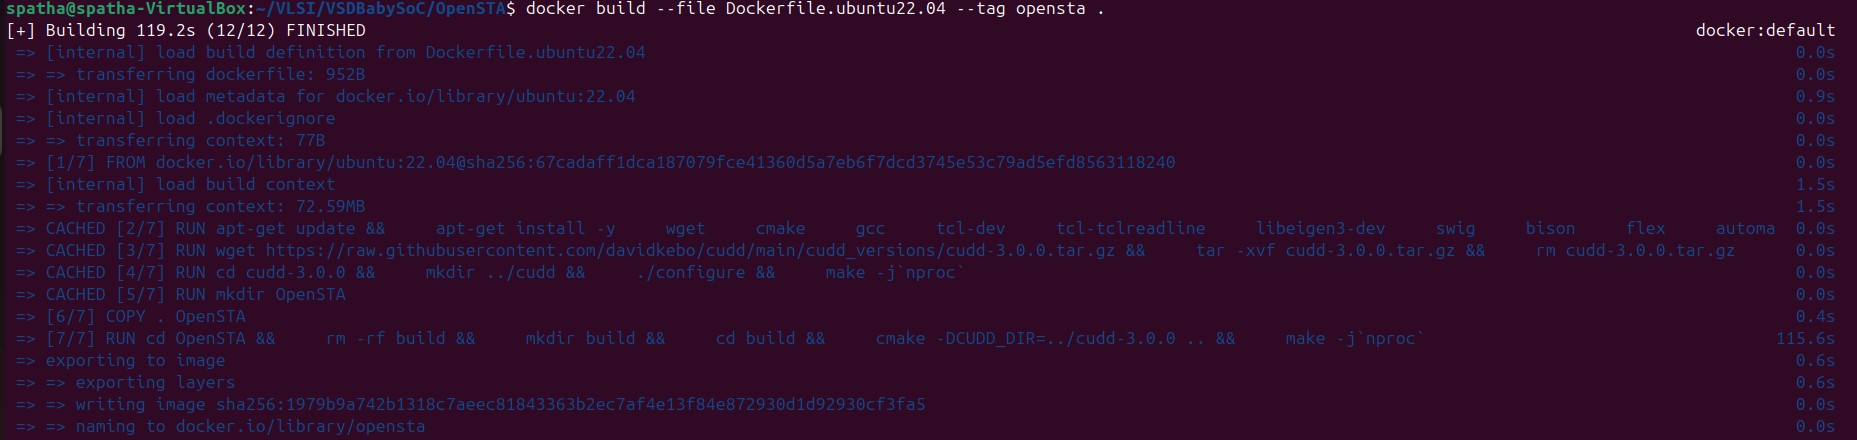 spatha@spatha-VirtualBox:~/VLSI/VSDBabySoC/OpenSTA$ docker build --file Dockerfile.ubuntu22.04 --tag opensta .
[+] Building 119.2s (12/12) FINISHED docker:default
=> [internal] load build definition from Dockerfile.ubuntu22.04 0.0s
=> => transferring dockerfile: 952B 0.0s
=> [internal] load metadata for docker.io/library/ubuntu:22.04 0.9s
=> [internal] load .dockerignore 0.0s
=> => transferring context: 77B 0.0s
=> [1/7] FROM docker.io/library/ubuntu:22.04@sha256:67cadaff1dca187079fce41360d5a7eb6f7dcd3745e53c79ad5efd8563118240 0.0s
=> [internal] load build context 1.5s
=> => transferring context: 72.59MB 1.5s
=> CACHED [2/7] RUN apt-get update && apt-get install -y wget cmake gcc tcl-dev tcl-tclreadline libeigen3-dev swig bison flex automa 0.0s
=> CACHED [3/7] RUN wget https://raw.githubusercontent.com/davidkebo/cudd/main/cudd_versions/cudd-3.0.0.tar.gz && tar -xvf cudd-3.0.0.tar.gz && rm cudd-3.0.0.tar.gz 0.0s
=> CACHED [4/7] RUN cd cudd-3.0.0 && mkdir ../cudd && ./configure && make -j`nproc` 0.0s
=> CACHED [5/7] RUN mkdir OpenSTA 0.0s
=> [6/7] COPY . OpenSTA 0.4s
=> [7/7] RUN cd OpenSTA && rm -rf build && mkdir build && cd build && cmake -DCUDD_DIR=../cudd-3.0.0 .. && make -j`nproc` 115.6s
=> exporting to image 0.6s
=> => exporting layers 0.6s
=> => writing image sha256:1979b9a742b1318c7aeec81843363b2ec7af4e13f84e872930d1d92930cf3fa5 0.0s
=> => naming to docker.io/library/opensta 0.0s